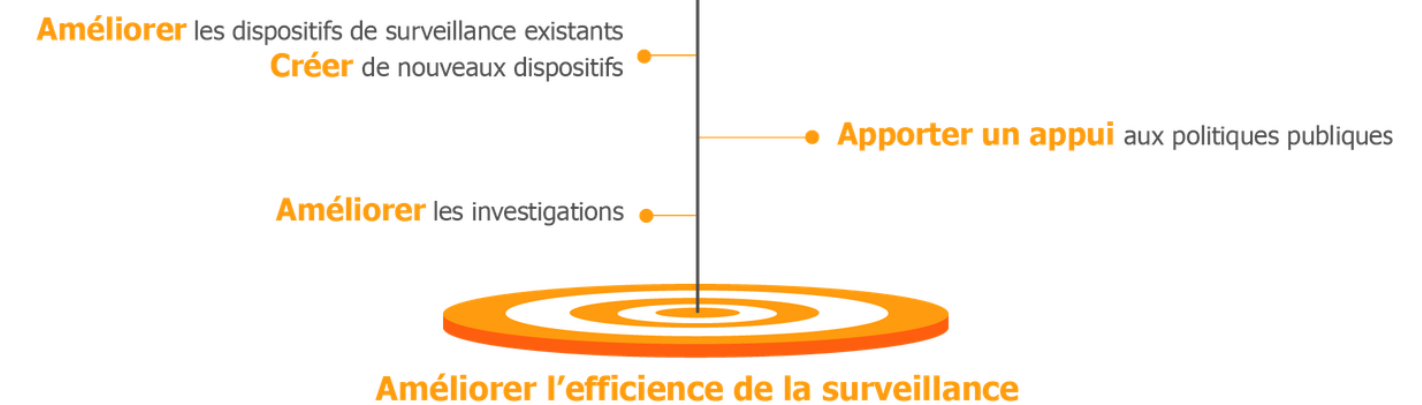 Améliorer les dispositifs de surveillance existants
Créer de nouveaux dispositifs
Apporter un appui aux politiques publiques
Améliorer les investigations
Améliorer l’efficience de la surveillance